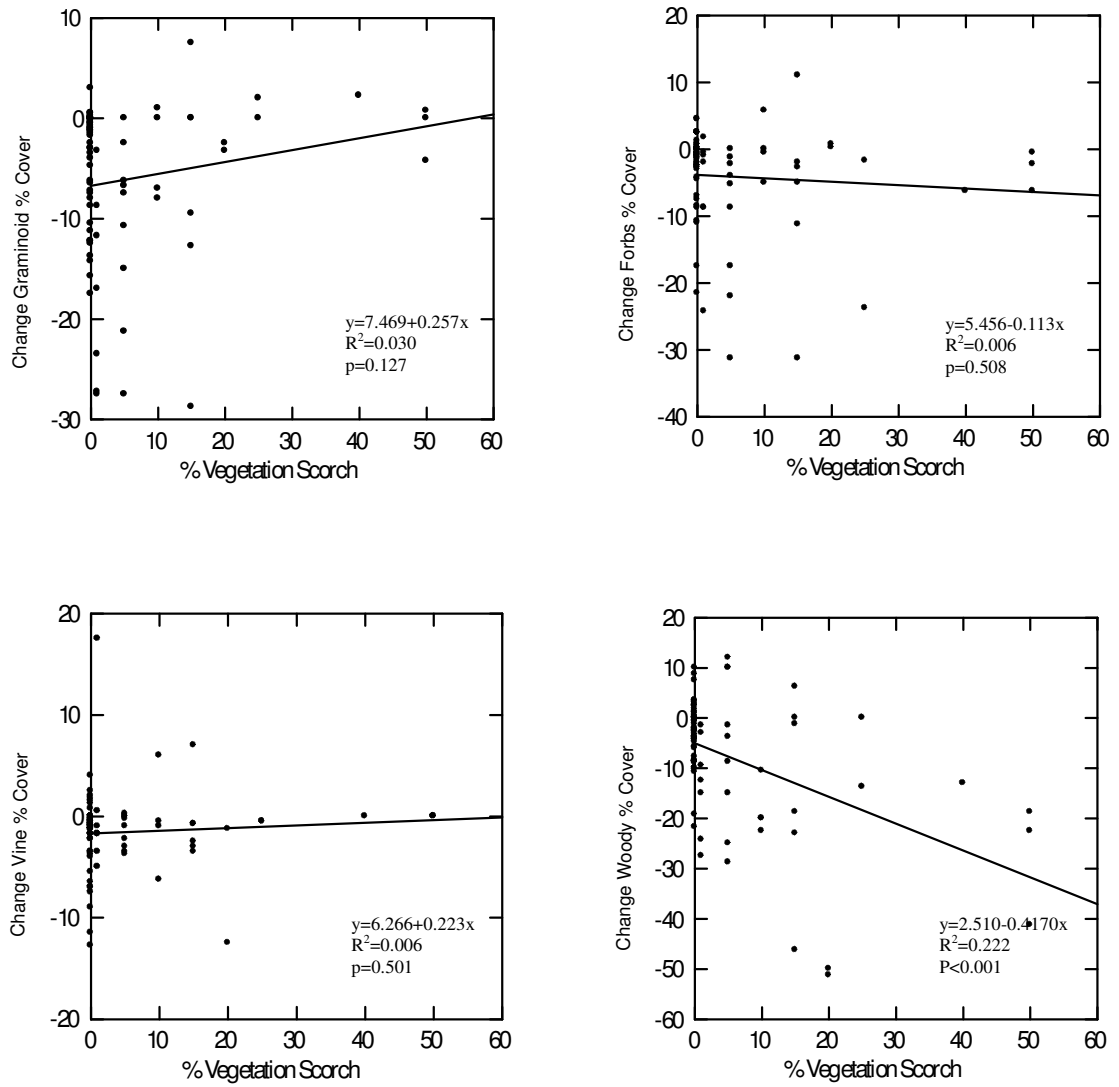 10
0
-10
-20
-30
Change Graminoid % Cover
y=7.469+0.257x
R²=0.030
p=0.127
0 10 20 30 40 50 60
% Vegetation Scorch
20
10
0
-10
-20
-30
-40
Change Forbs % Cover
y=5.456-0.113x
R²=0.006
p=0.508
0 10 20 30 40 50 60
% Vegetation Scorch
20
10
0
-10
-20
Change Vine % Cover
y=6.266+0.223x
R²=0.006
p=0.501
0 10 20 30 40 50 60
% Vegetation Scorch
20
10
0
-10
-20
-30
-40
-50
-60
Change Woody % Cover
y=2.510-0.4170x
R²=0.222
P<0.001
0 10 20 30 40 50 60
% Vegetation Scorch